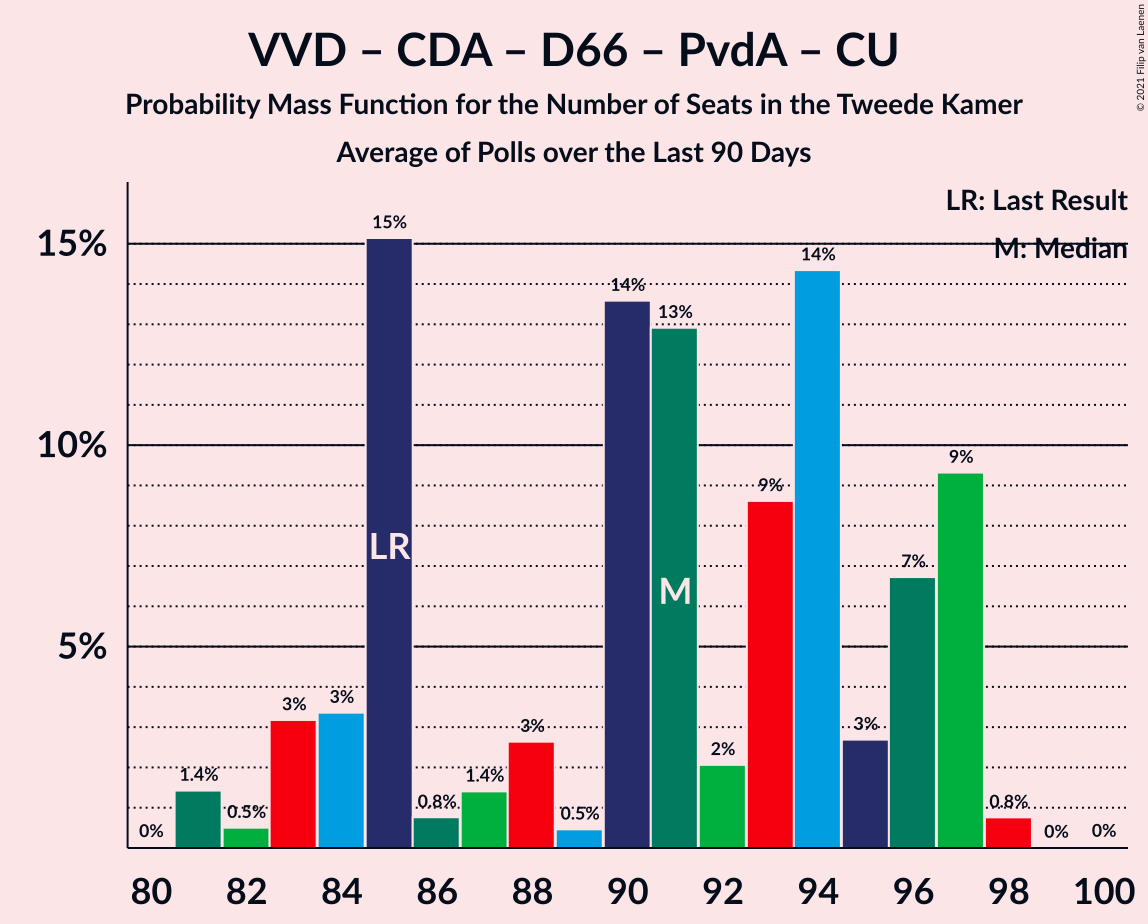 VVD – CDA – D66 – PvdA – CU
Probability Mass Function for the Number of Seats in the Tweede Kamer
Average of Polls over the Last 90 Days
© 2021 Filip van Laenen
LR: Last Result
M: Median
15%
10%
5%
0%
1.4%
0.5%
3%
3%
15%
0.8%
1.4%
3%
0.5%
14%
13%
2%
9%
14%
3%
7%
9%
0.8%
0%
0%
LR
M
80 82 84 86 88 90 92 94 96 98 100